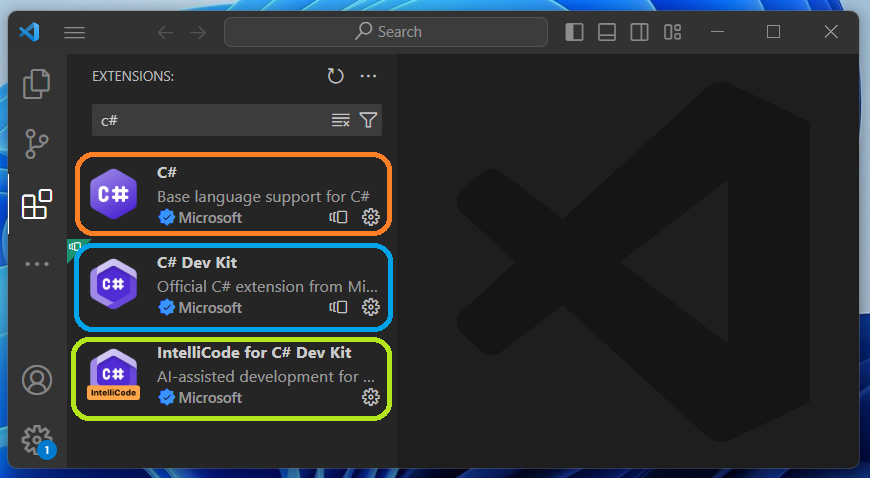 Search
EXTENSIONS:
c#
C#
C#
Base language support for C#
Microsoft
C#
C# Dev Kit
Official C# extension from Mi...
Microsoft
C#
IntelliCode
IntelliCode for C# Dev Kit
AI-assisted development for ...
Microsoft
1